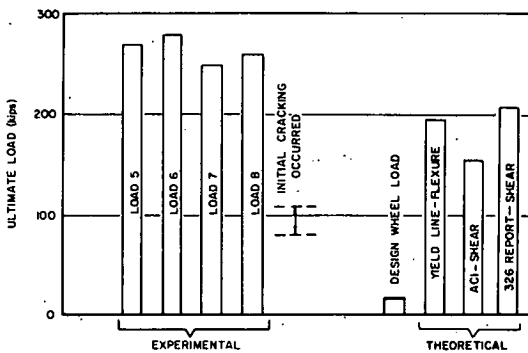 300
200
100
0
ULTIMATE LOAD (kips)
LOAD 5
LOAD 6
LOAD 7
LOAD 8
INITIAL CRACKING
OCCURRED
DESIGN WHEEL LOAD
YIELD LINE-FLEXURE
ACI-SHEAR
326 REPORT-SHEAR
EXPERIMENTAL
THEORETICAL